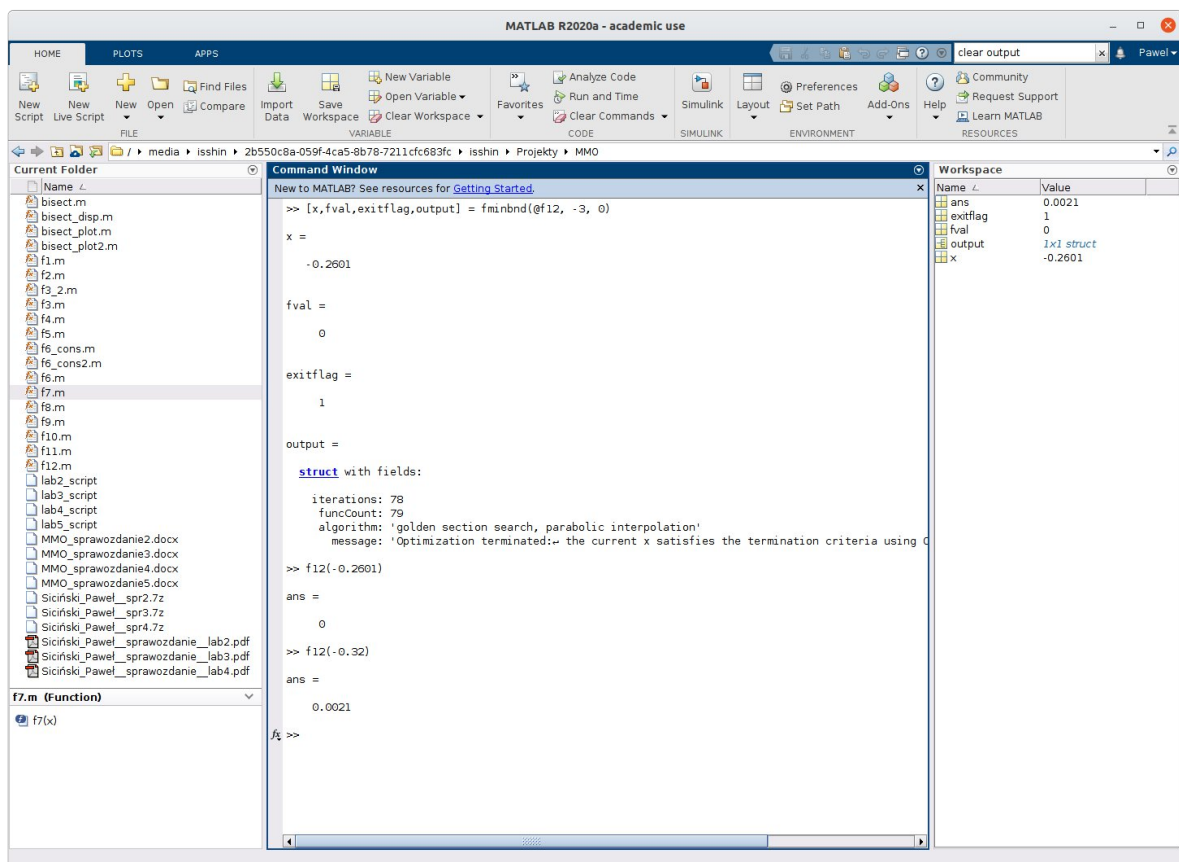 MATLAB R2020a - academic use
HOME PLOTS APPS clear output Pawel
New Script New Live Script New Open Find Files Compare Import Data Save Workspace New Variable Open Variable Clear Workspace Favorites Analyze Code Run and Time Clear Commands Simulink Layout Preferences Set Path Add-Ons Help Community Request Support Learn MATLAB
FILE VARIABLE CODE SIMULINK ENVIRONMENT RESOURCES
/ media isshin 2b550c8a-059f-4ca5-8b78-7211cfc683fc isshin Projekty MMO
Current Folder
Name
bisect.m
bisect_disp.m
bisect_plot.m
bisect_plot2.m
f1.m
f2.m
f3_2.m
f3.m
f4.m
f5.m
f6_cons.m
f6_cons2.m
f6.m
f7.m
f8.m
f9.m
f10.m
f11.m
f12.m
lab2_script
lab3_script
lab4_script
lab5_script
MMO_sprawozdanie2.docx
MMO_sprawozdanie3.docx
MMO_sprawozdanie4.docx
MMO_sprawozdanie5.docx
Siciński_Paweł__spr2.7z
Siciński_Paweł__spr3.7z
Siciński_Paweł__spr4.7z
Siciński_Paweł__sprawozdanie__lab2.pdf
Siciński_Paweł__sprawozdanie__lab3.pdf
Siciński_Paweł__sprawozdanie__lab4.pdf
f7.m (Function)
f7(x)
Command Window
New to MATLAB? See resources for Getting Started.
>> [x,fval,exitflag,output] = fminbnd(@f12, -3, 0)
x =
-0.2601
fval =
0
exitflag =
1
output =
struct with fields:
iterations: 78
funcCount: 79
algorithm: 'golden section search, parabolic interpolation'
message: 'Optimization terminated:↵ the current x satisfies the termination criteria using
>> f12(-0.2601)
ans =
0
>> f12(-0.32)
ans =
0.0021
fx >>
Workspace
Name Value
ans 0.0021
exitflag 1
fval 0
output 1x1 struct
x -0.2601